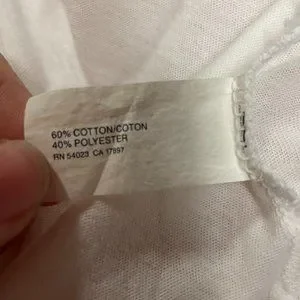 60% COTTON/COTON
40% POLYESTER
RN 54023 CA 17897